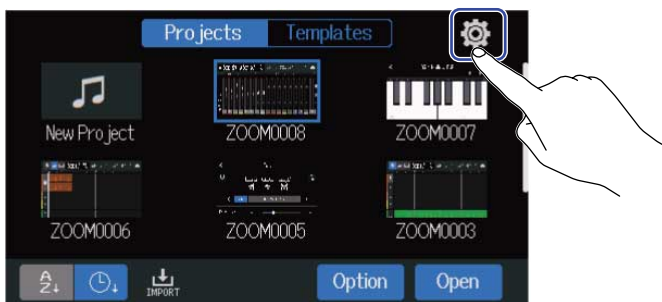 Projects Templates
New Project ZOOM0008 ZOOM0007
ZOOM0006 ZOOM0005 ZOOM0003
A Z↓ IMPORT Option Open